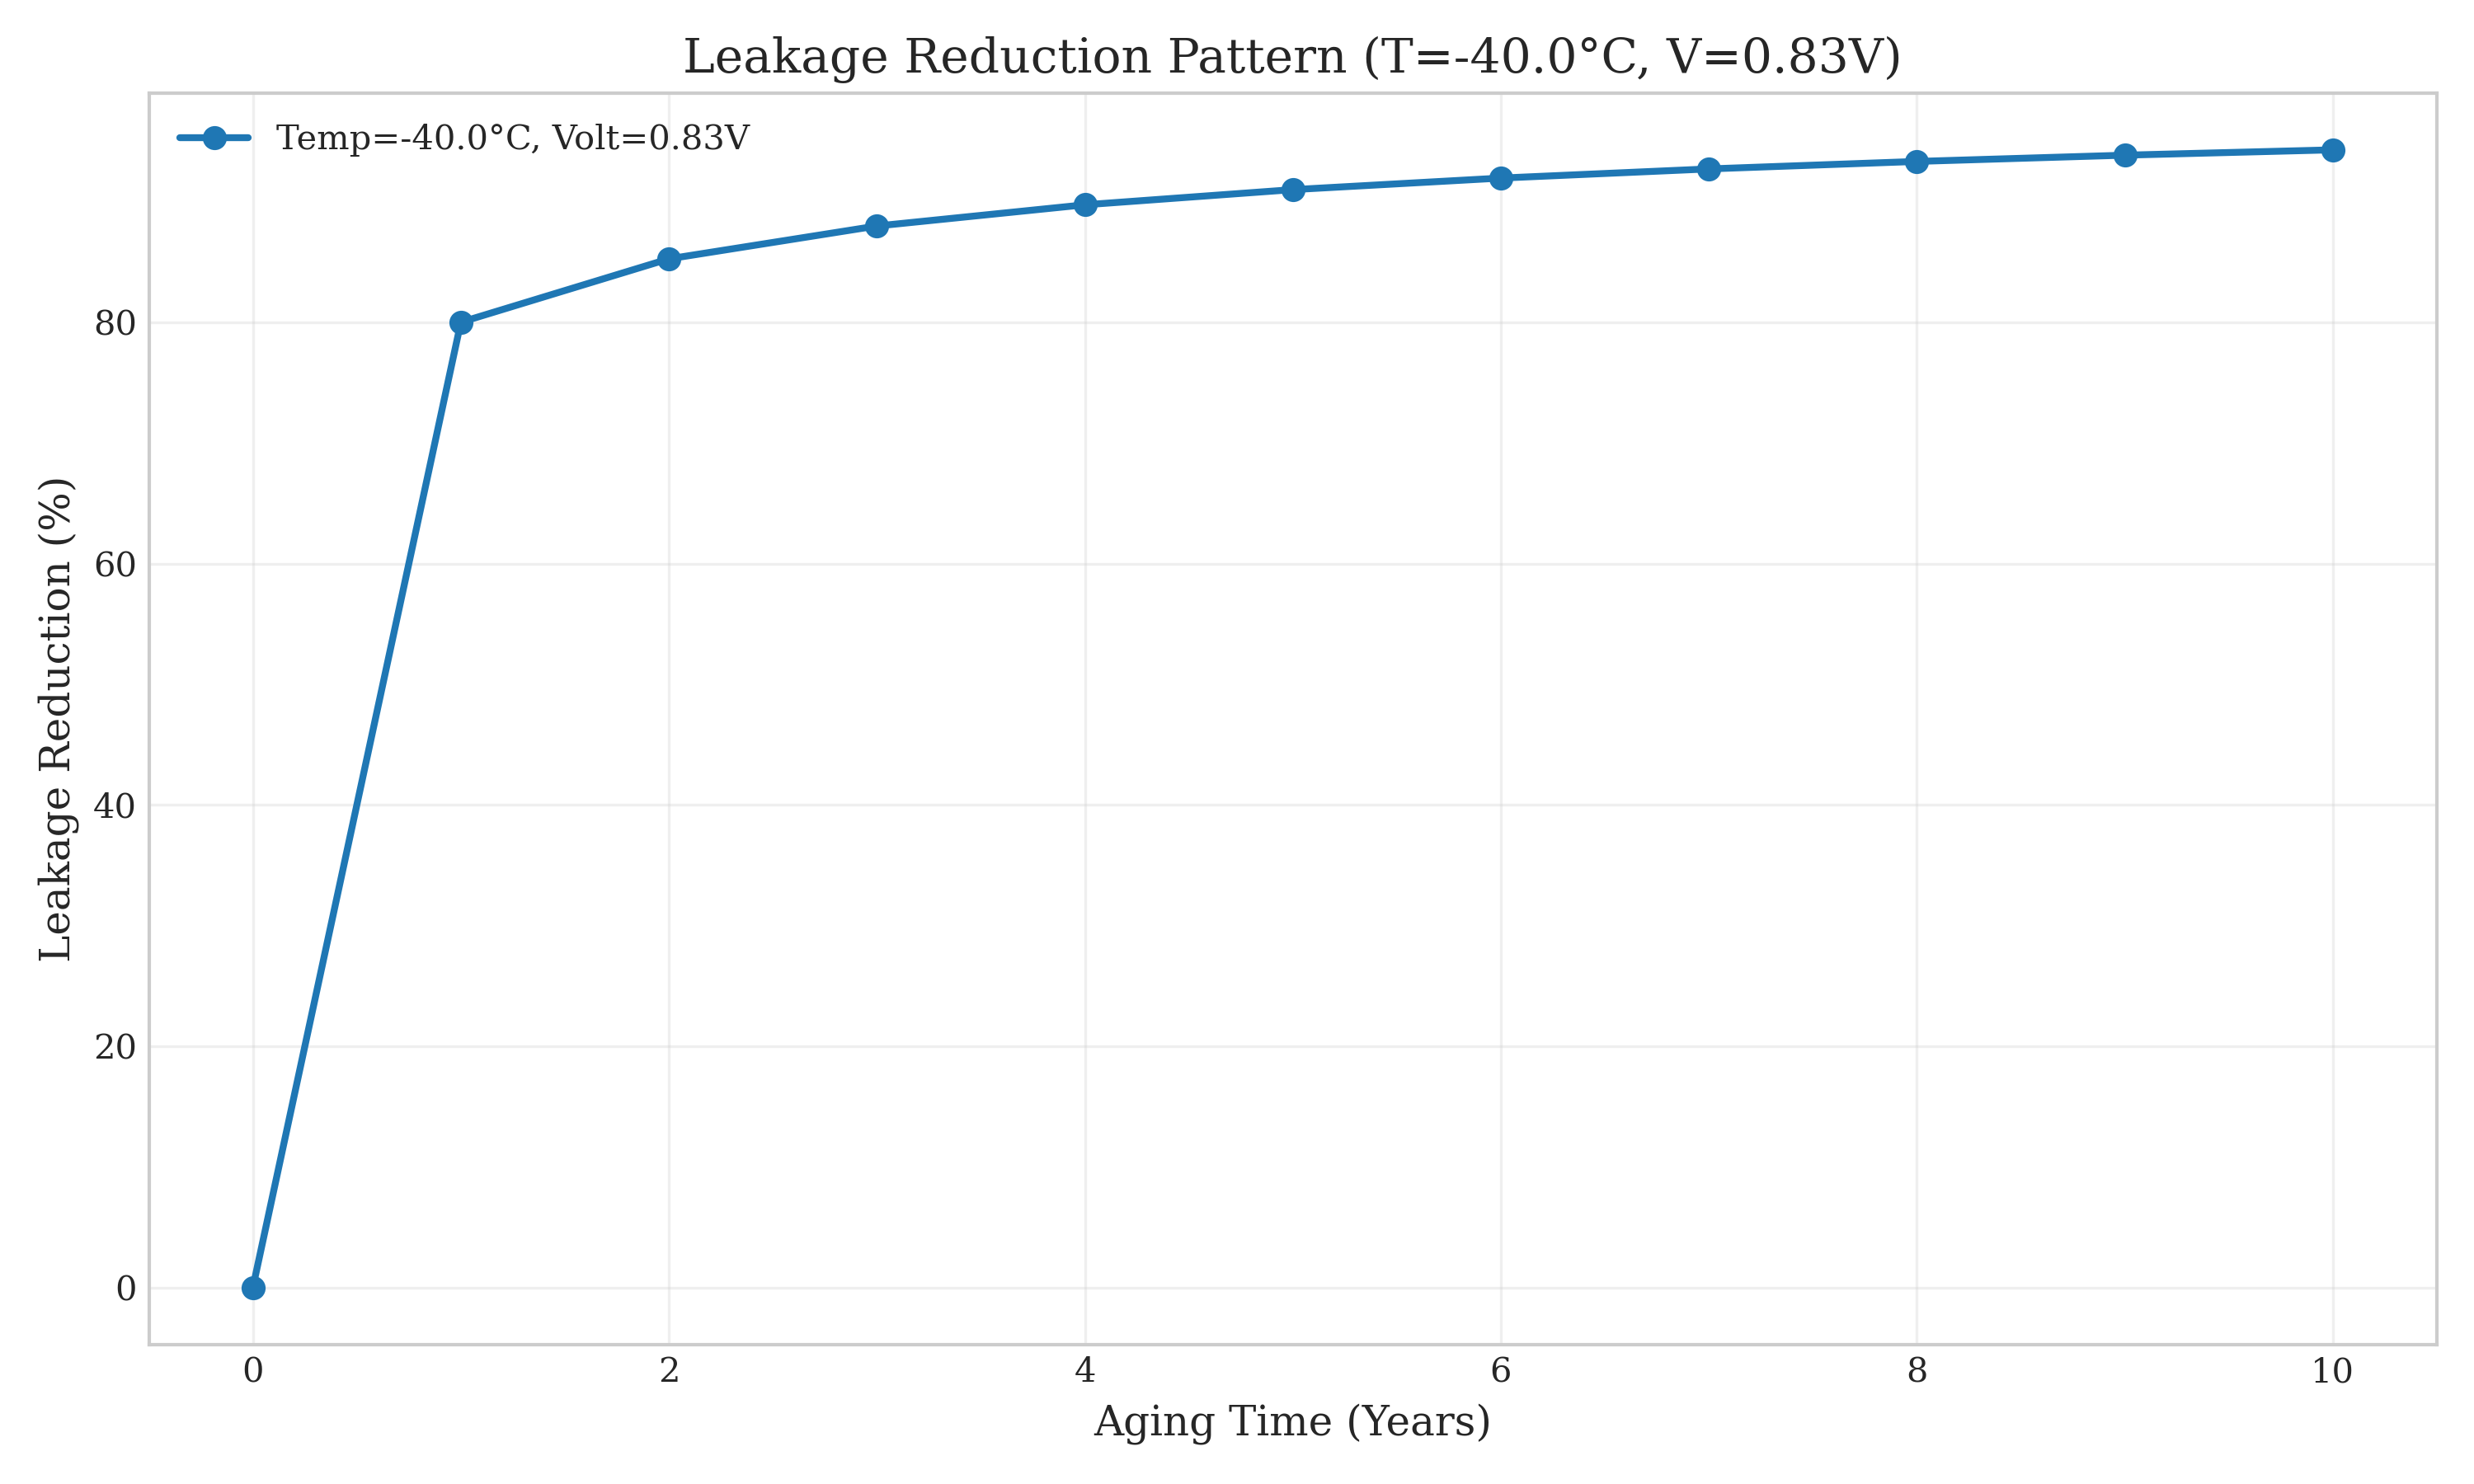 Leakage Reduction Pattern (T=-40.0°C, V=0.83V)
Temp=-40.0°C, Volt=0.83V
Leakage Reduction (%)
80
60
40
20
0
0 2 4 6 8 10
Aging Time (Years)